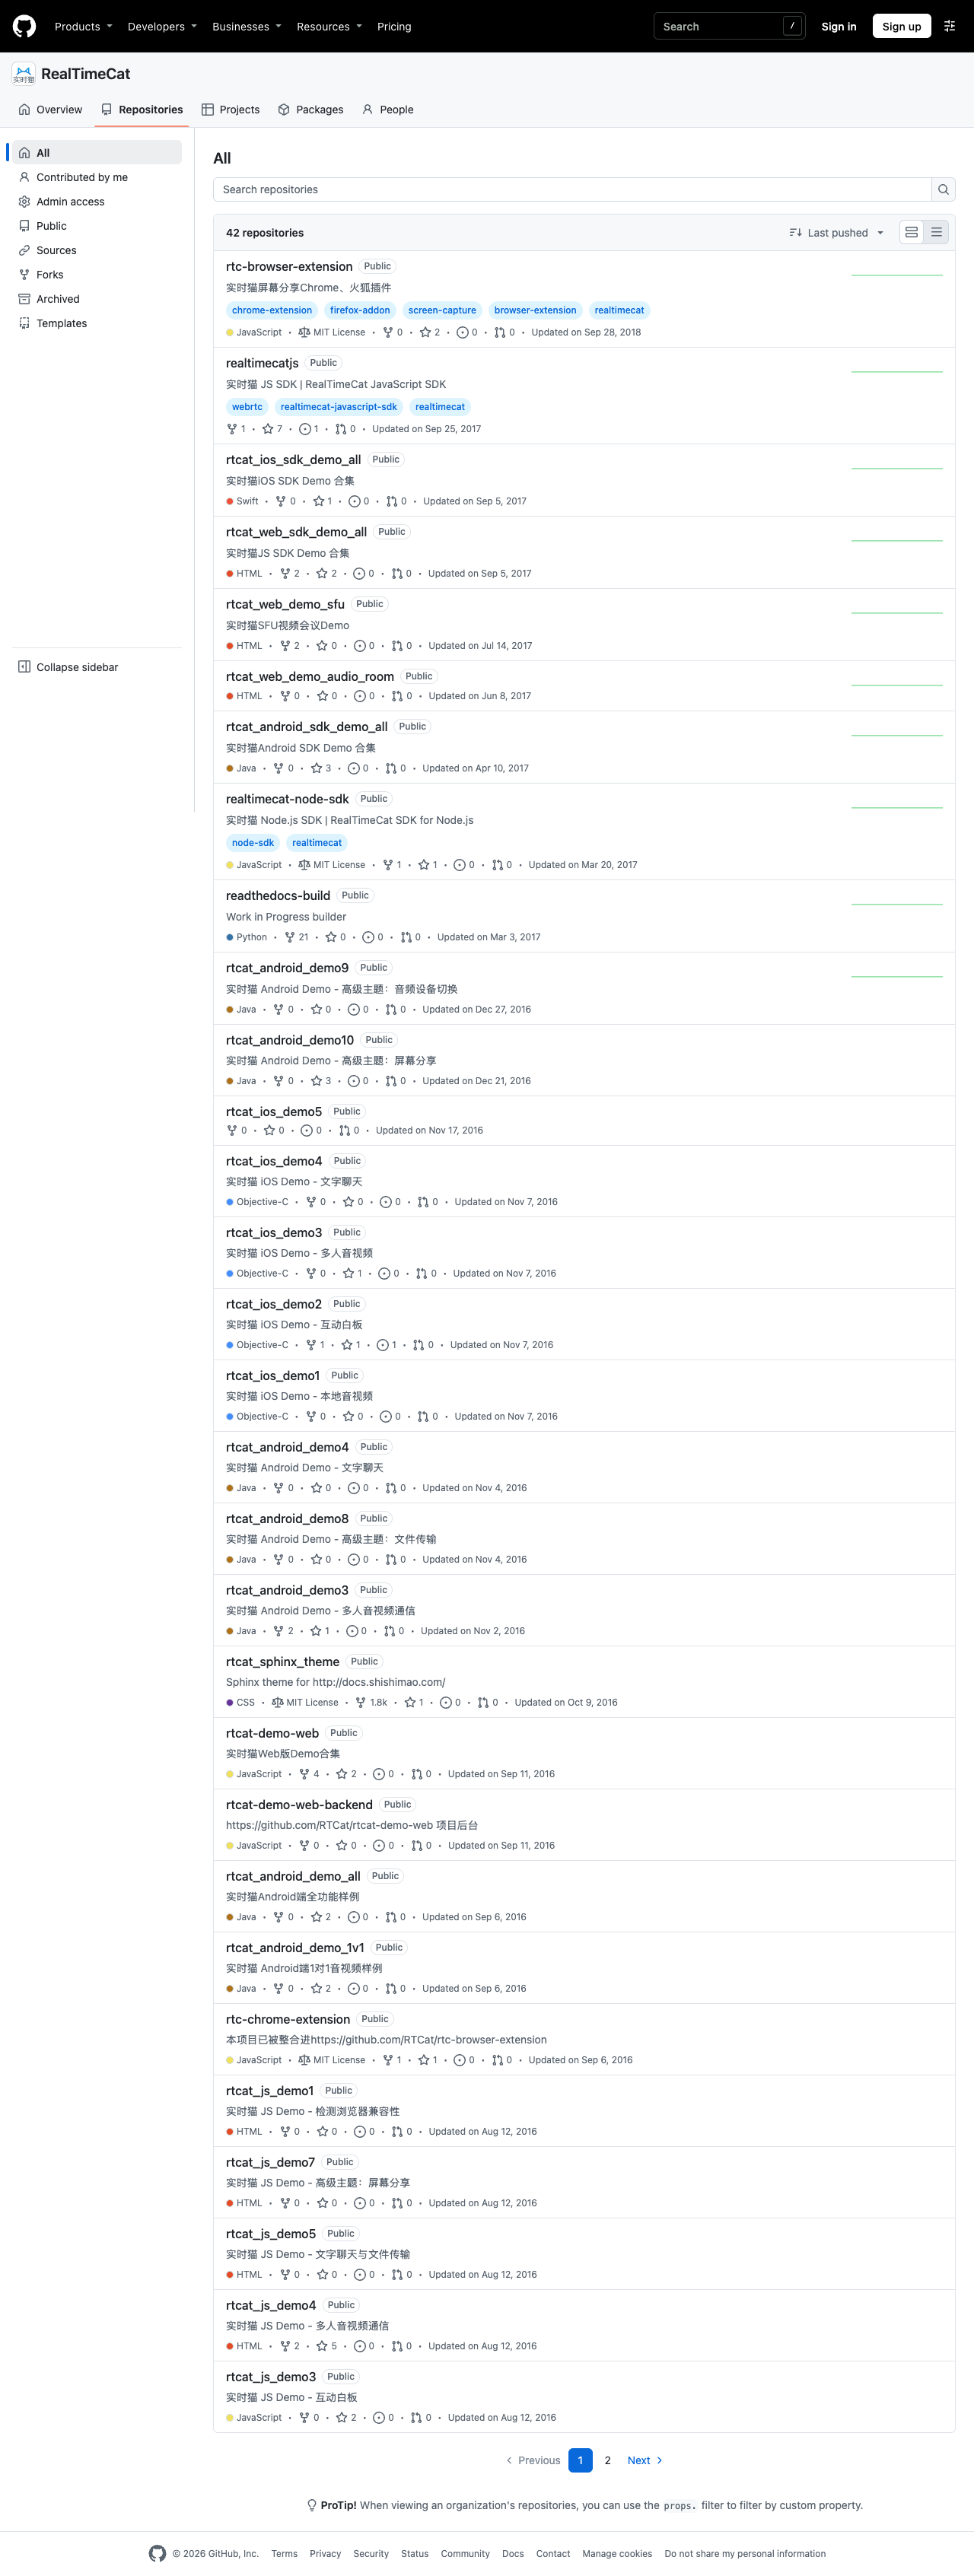 Products Developers Businesses Resources Pricing Search / Sign in Sign up
实时猫 RealTimeCat
Overview Repositories Projects Packages People
All
Contributed by me
Admin access
Public
Sources
Forks
Archived
Templates
Collapse sidebar
All
Search repositories
42 repositories Last pushed
rtc-browser-extension Public
实时猫屏幕分享Chrome、火狐插件
chrome-extension firefox-addon screen-capture browser-extension realtimecat
JavaScript • MIT License • 0 • 2 • 0 • 0 • Updated on Sep 28, 2018
realtimecatjs Public
实时猫 JS SDK | RealTimeCat JavaScript SDK
webrtc realtimecat-javascript-sdk realtimecat
1 • 7 • 1 • 0 • Updated on Sep 25, 2017
rtcat_ios_sdk_demo_all Public
实时猫iOS SDK Demo 合集
Swift • 0 • 1 • 0 • 0 • Updated on Sep 5, 2017
rtcat_web_sdk_demo_all Public
实时猫JS SDK Demo 合集
HTML • 2 • 2 • 0 • 0 • Updated on Sep 5, 2017
rtcat_web_demo_sfu Public
实时猫SFU视频会议Demo
HTML • 2 • 0 • 0 • 0 • Updated on Jul 14, 2017
rtcat_web_demo_audio_room Public
HTML • 0 • 0 • 0 • 0 • Updated on Jun 8, 2017
rtcat_android_sdk_demo_all Public
实时猫Android SDK Demo 合集
Java • 0 • 3 • 0 • 0 • Updated on Apr 10, 2017
realtimecat-node-sdk Public
实时猫 Node.js SDK | RealTimeCat SDK for Node.js
node-sdk realtimecat
JavaScript • MIT License • 1 • 1 • 0 • 0 • Updated on Mar 20, 2017
readthedocs-build Public
Work in Progress builder
Python • 21 • 0 • 0 • 0 • Updated on Mar 3, 2017
rtcat_android_demo9 Public
实时猫 Android Demo - 高级主题：音频设备切换
Java • 0 • 0 • 0 • 0 • Updated on Dec 27, 2016
rtcat_android_demo10 Public
实时猫 Android Demo - 高级主题：屏幕分享
Java • 0 • 3 • 0 • 0 • Updated on Dec 21, 2016
rtcat_ios_demo5 Public
0 • 0 • 0 • 0 • Updated on Nov 17, 2016
rtcat_ios_demo4 Public
实时猫 iOS Demo - 文字聊天
Objective-C • 0 • 0 • 0 • 0 • Updated on Nov 7, 2016
rtcat_ios_demo3 Public
实时猫 iOS Demo - 多人音视频
Objective-C • 0 • 1 • 0 • 0 • Updated on Nov 7, 2016
rtcat_ios_demo2 Public
实时猫 iOS Demo - 互动白板
Objective-C • 1 • 1 • 1 • 0 • Updated on Nov 7, 2016
rtcat_ios_demo1 Public
实时猫 iOS Demo - 本地音视频
Objective-C • 0 • 0 • 0 • 0 • Updated on Nov 7, 2016
rtcat_android_demo4 Public
实时猫 Android Demo - 文字聊天
Java • 0 • 0 • 0 • 0 • Updated on Nov 4, 2016
rtcat_android_demo8 Public
实时猫 Android Demo - 高级主题：文件传输
Java • 0 • 0 • 0 • 0 • Updated on Nov 4, 2016
rtcat_android_demo3 Public
实时猫 Android Demo - 多人音视频通信
Java • 2 • 1 • 0 • 0 • Updated on Nov 2, 2016
rtcat_sphinx_theme Public
Sphinx theme for http://docs.shishimao.com/
CSS • MIT License • 1.8k • 1 • 0 • 0 • Updated on Oct 9, 2016
rtcat-demo-web Public
实时猫Web版Demo合集
JavaScript • 4 • 2 • 0 • 0 • Updated on Sep 11, 2016
rtcat-demo-web-backend Public
https://github.com/RTCat/rtcat-demo-web 项目后台
JavaScript • 0 • 0 • 0 • 0 • Updated on Sep 11, 2016
rtcat_android_demo_all Public
实时猫Android端全功能样例
Java • 0 • 2 • 0 • 0 • Updated on Sep 6, 2016
rtcat_android_demo_1v1 Public
实时猫 Android端1对1音视频样例
Java • 0 • 2 • 0 • 0 • Updated on Sep 6, 2016
rtc-chrome-extension Public
本项目已被整合进https://github.com/RTCat/rtc-browser-extension
JavaScript • MIT License • 1 • 1 • 0 • 0 • Updated on Sep 6, 2016
rtcat_js_demo1 Public
实时猫 JS Demo - 检测浏览器兼容性
HTML • 0 • 0 • 0 • 0 • Updated on Aug 12, 2016
rtcat_js_demo7 Public
实时猫 JS Demo - 高级主题：屏幕分享
HTML • 0 • 0 • 0 • 0 • Updated on Aug 12, 2016
rtcat_js_demo5 Public
实时猫 JS Demo - 文字聊天与文件传输
HTML • 0 • 0 • 0 • 0 • Updated on Aug 12, 2016
rtcat_js_demo4 Public
实时猫 JS Demo - 多人音视频通信
HTML • 2 • 5 • 0 • 0 • Updated on Aug 12, 2016
rtcat_js_demo3 Public
实时猫 JS Demo - 互动白板
JavaScript • 0 • 2 • 0 • 0 • Updated on Aug 12, 2016
Previous 1 2 Next
ProTip! When viewing an organization's repositories, you can use the props. filter to filter by custom property.
© 2026 GitHub, Inc. Terms Privacy Security Status Community Docs Contact Manage cookies Do not share my personal information